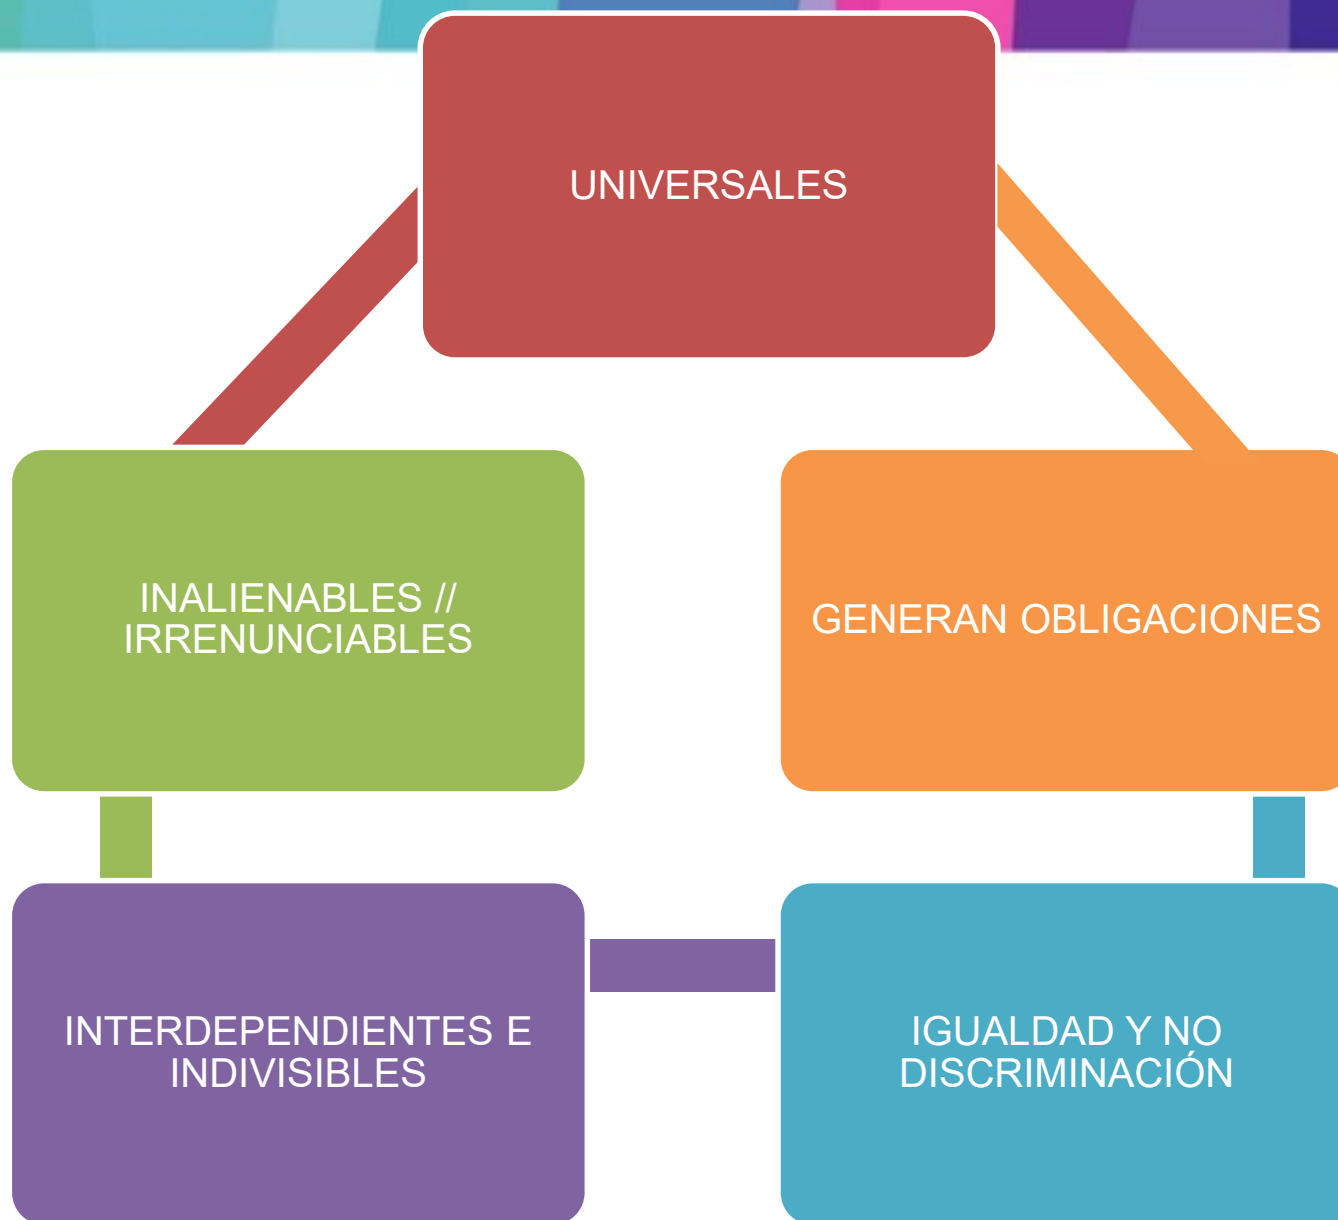 UNIVERSALES
INALIENABLES //
IRRENUNCIABLES
GENERAN OBLIGACIONES
INTERDEPENDIENTES E
INDIVISIBLES
IGUALDAD Y NO
DISCRIMINACIÓN